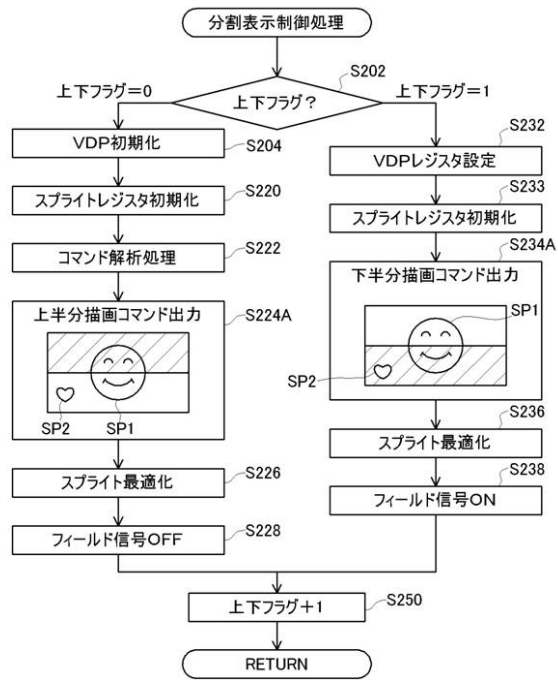 分割表示制御処理
S202
上下フラグ=0
上下フラグ?
上下フラグ=1
VDP初期化
S204
S232
VDPレジスタ設定
スプライトレジスタ初期化
S220
S233
スプライトレジスタ初期化
コマンド解析処理
S222
S234A
下半分描画コマンド出力
上半分描画コマンド出力
S224A
SP1
SP2
SP2
SP1
S236
スプライト最適化
スプライト最適化
S226
S238
フィールド信号ON
フィールド信号OFF
S228
上下フラグ+1
S250
RETURN